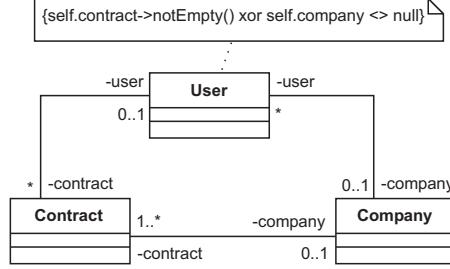 {self.contract->notEmpty() xor self.company <> null}
-user
User
-user
0..1
*
*
-contract
0..1
-company
Contract
1..*
-company
Company
-contract
0..1